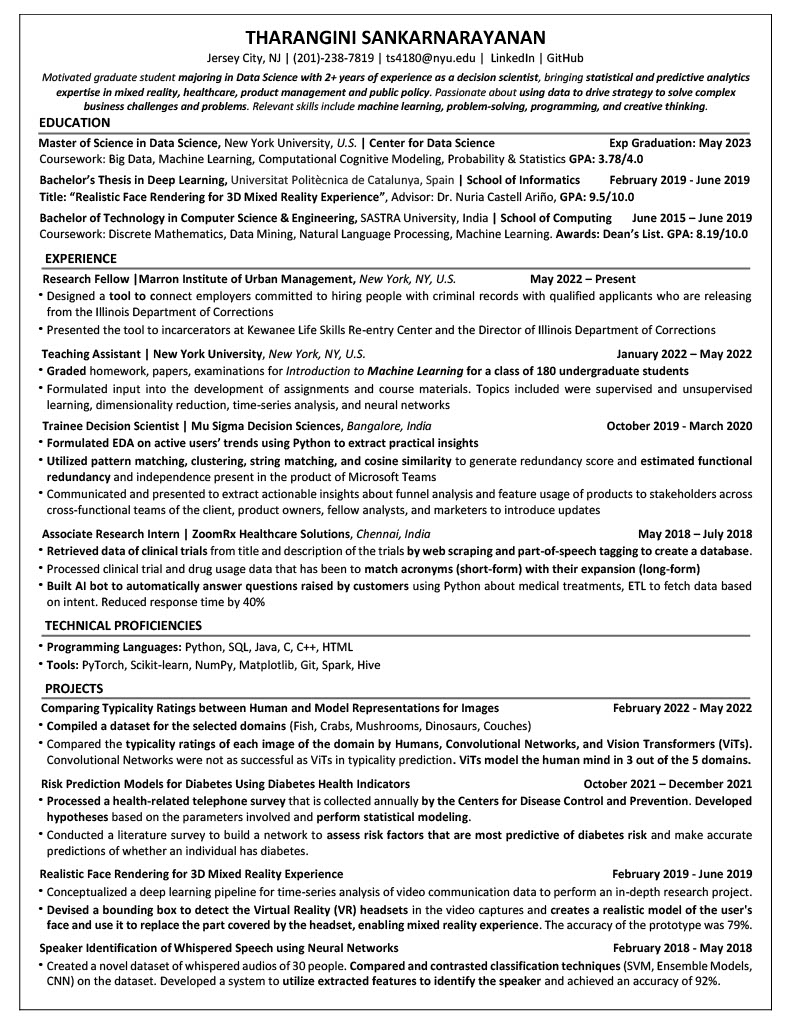 THARANGINI SANKARNARAYANAN
Jersey City, NJ | (201)-238-7819 | ts4180@nyu.edu | LinkedIn | GitHub
Motivated graduate student majoring in Data Science with 2+ years of experience as a decision scientist, bringing statistical and predictive analytics
expertise in mixed reality, healthcare, product management and public policy. Passionate about using data to drive strategy to solve complex
business challenges and problems. Relevant skills include machine learning, problem-solving, programming, and creative thinking.
EDUCATION
Master of Science in Data Science, New York University, U.S. | Center for Data Science Exp Graduation: May 2023
Coursework: Big Data, Machine Learning, Computational Cognitive Modeling, Probability & Statistics GPA: 3.78/4.0
Bachelor's Thesis in Deep Learning, Universitat Politècnica de Catalunya, Spain | School of Informatics February 2019 - June 2019
Title: “Realistic Face Rendering for 3D Mixed Reality Experience”, Advisor: Dr. Nuria Castell Ariño, GPA: 9.5/10.0
Bachelor of Technology in Computer Science & Engineering, SASTRA University, India | School of Computing June 2015 – June 2019
Coursework: Discrete Mathematics, Data Mining, Natural Language Processing, Machine Learning. Awards: Dean's List. GPA: 8.19/10.0
EXPERIENCE
Research Fellow |Marron Institute of Urban Management, New York, NY, U.S. May 2022 – Present
• Designed a tool to connect employers committed to hiring people with criminal records with qualified applicants who are releasing
from the Illinois Department of Corrections
• Presented the tool to incarcerators at Kewanee Life Skills Re-entry Center and the Director of Illinois Department of Corrections
Teaching Assistant | New York University, New York, NY, U.S. January 2022 – May 2022
• Graded homework, papers, examinations for Introduction to Machine Learning for a class of 180 undergraduate students
• Formulated input into the development of assignments and course materials. Topics included were supervised and unsupervised
learning, dimensionality reduction, time-series analysis, and neural networks
Trainee Decision Scientist | Mu Sigma Decision Sciences, Bangalore, India October 2019 - March 2020
• Formulated EDA on active users' trends using Python to extract practical insights
• Utilized pattern matching, clustering, string matching, and cosine similarity to generate redundancy score and estimated functional
redundancy and independence present in the product of Microsoft Teams
• Communicated and presented to extract actionable insights about funnel analysis and feature usage of products to stakeholders across
cross-functional teams of the client, product owners, fellow analysts, and marketers to introduce updates
Associate Research Intern | ZoomRx Healthcare Solutions, Chennai, India May 2018 – July 2018
• Retrieved data of clinical trials from title and description of the trials by web scraping and part-of-speech tagging to create a database.
• Processed clinical trial and drug usage data that has been to match acronyms (short-form) with their expansion (long-form)
• Built AI bot to automatically answer questions raised by customers using Python about medical treatments, ETL to fetch data based
on intent. Reduced response time by 40%
TECHNICAL PROFICIENCIES
• Programming Languages: Python, SQL, Java, C, C++, HTML
• Tools: PyTorch, Scikit-learn, NumPy, Matplotlib, Git, Spark, Hive
PROJECTS
Comparing Typicality Ratings between Human and Model Representations for Images February 2022 - May 2022
• Compiled a dataset for the selected domains (Fish, Crabs, Mushrooms, Dinosaurs, Couches)
• Compared the typicality ratings of each image of the domain by Humans, Convolutional Networks, and Vision Transformers (ViTs).
Convolutional Networks were not as successful as ViTs in typicality prediction. ViTs model the human mind in 3 out of the 5 domains.
Risk Prediction Models for Diabetes Using Diabetes Health Indicators October 2021 – December 2021
• Processed a health-related telephone survey that is collected annually by the Centers for Disease Control and Prevention. Developed
hypotheses based on the parameters involved and perform statistical modeling.
• Conducted a literature survey to build a network to assess risk factors that are most predictive of diabetes risk and make accurate
predictions of whether an individual has diabetes.
Realistic Face Rendering for 3D Mixed Reality Experience February 2019 - June 2019
• Conceptualized a deep learning pipeline for time-series analysis of video communication data to perform an in-depth research project.
• Devised a bounding box to detect the Virtual Reality (VR) headsets in the video captures and creates a realistic model of the user's
face and use it to replace the part covered by the headset, enabling mixed reality experience. The accuracy of the prototype was 79%.
Speaker Identification of Whispered Speech using Neural Networks February 2018 - May 2018
• Created a novel dataset of whispered audios of 30 people. Compared and contrasted classification techniques (SVM, Ensemble Models,
CNN) on the dataset. Developed a system to utilize extracted features to identify the speaker and achieved an accuracy of 92%.